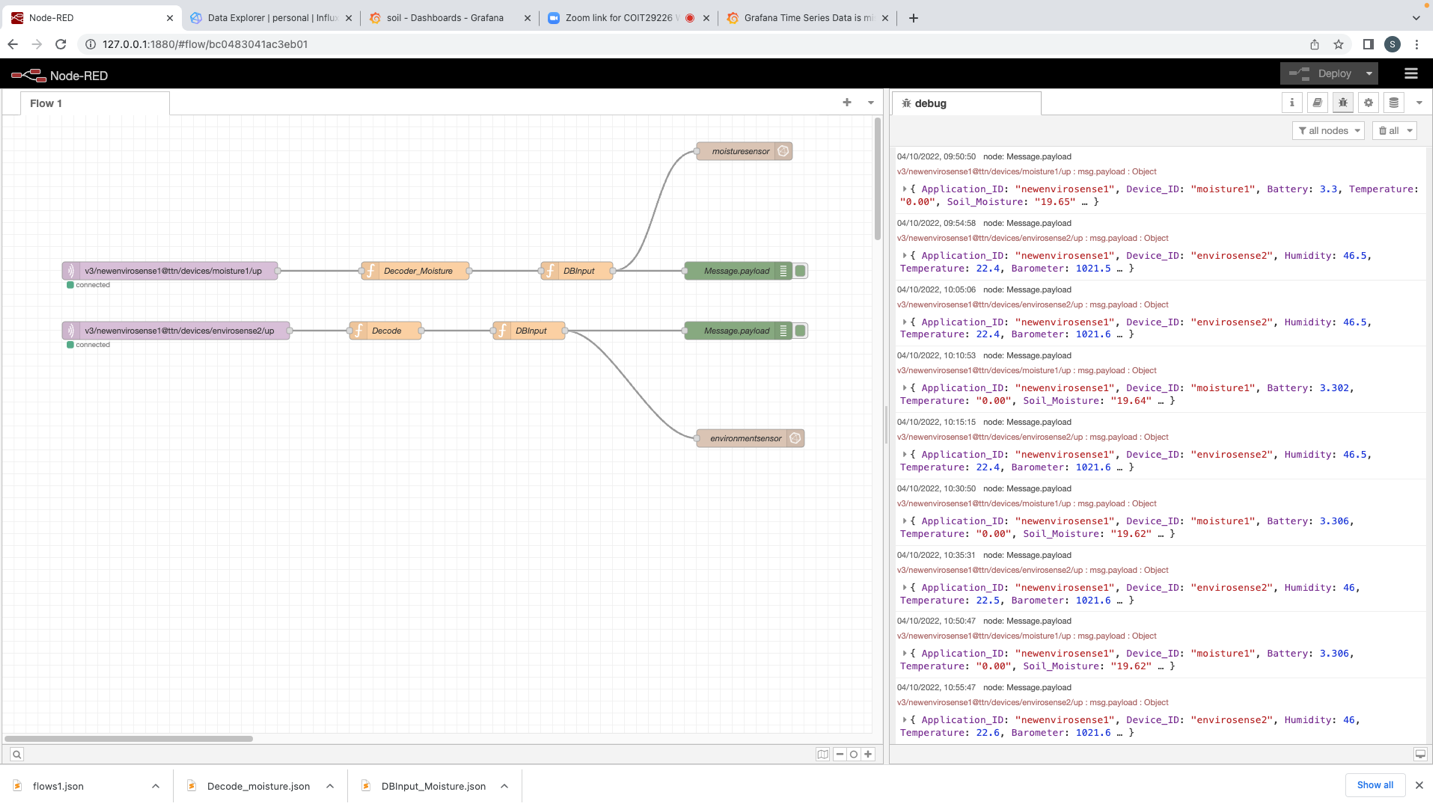 Node-RED
Data Explorer | personal | Influx
soil - Dashboards - Grafana
Zoom link for COIT29226 W
Grafana Time Series Data is mi
127.0.0.1:1880/#flow/bc0483041ac3eb01
S
Node-RED
Deploy
Flow 1
debug
all nodes
all
moisturesensor
v3/newenvirosense1@ttn/devices/moisture1/up
Decoder_Moisture
DBInput
Message.payload
connected
v3/newenvirosense1@ttn/devices/envirosense2/up
Decode
DBInput
Message.payload
connected
environmentsensor
04/10/2022, 09:50:50 node: Message.payload
v3/newenvirosense1@ttn/devices/moisture1/up : msg.payload : Object
{ Application_ID: "newenvirosense1", Device_ID: "moisture1", Battery: 3.3, Temperature:
"0.00", Soil_Moisture: "19.65" … }
04/10/2022, 09:54:58 node: Message.payload
v3/newenvirosense1@ttn/devices/envirosense2/up : msg.payload : Object
{ Application_ID: "newenvirosense1", Device_ID: "envirosense2", Humidity: 46.5,
Temperature: 22.4, Barometer: 1021.5 … }
04/10/2022, 10:05:06 node: Message.payload
v3/newenvirosense1@ttn/devices/envirosense2/up : msg.payload : Object
{ Application_ID: "newenvirosense1", Device_ID: "envirosense2", Humidity: 46.5,
Temperature: 22.4, Barometer: 1021.6 … }
04/10/2022, 10:10:53 node: Message.payload
v3/newenvirosense1@ttn/devices/moisture1/up : msg.payload : Object
{ Application_ID: "newenvirosense1", Device_ID: "moisture1", Battery: 3.302,
Temperature: "0.00", Soil_Moisture: "19.64" … }
04/10/2022, 10:15:15 node: Message.payload
v3/newenvirosense1@ttn/devices/envirosense2/up : msg.payload : Object
{ Application_ID: "newenvirosense1", Device_ID: "envirosense2", Humidity: 46.5,
Temperature: 22.4, Barometer: 1021.6 … }
04/10/2022, 10:30:50 node: Message.payload
v3/newenvirosense1@ttn/devices/moisture1/up : msg.payload : Object
{ Application_ID: "newenvirosense1", Device_ID: "moisture1", Battery: 3.306,
Temperature: "0.00", Soil_Moisture: "19.62" … }
04/10/2022, 10:35:31 node: Message.payload
v3/newenvirosense1@ttn/devices/envirosense2/up : msg.payload : Object
{ Application_ID: "newenvirosense1", Device_ID: "envirosense2", Humidity: 46,
Temperature: 22.5, Barometer: 1021.6 … }
04/10/2022, 10:50:47 node: Message.payload
v3/newenvirosense1@ttn/devices/moisture1/up : msg.payload : Object
{ Application_ID: "newenvirosense1", Device_ID: "moisture1", Battery: 3.306,
Temperature: "0.00", Soil_Moisture: "19.62" … }
04/10/2022, 10:55:47 node: Message.payload
v3/newenvirosense1@ttn/devices/envirosense2/up : msg.payload : Object
{ Application_ID: "newenvirosense1", Device_ID: "envirosense2", Humidity: 46,
Temperature: 22.6, Barometer: 1021.6 … }
flows1.json
Decode_moisture.json
DBInput_Moisture.json
Show all